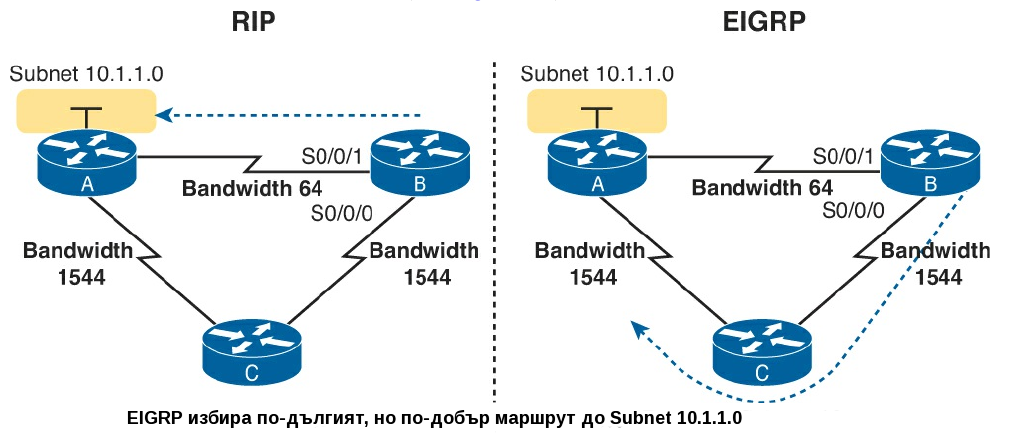 RIP
Subnet 10.1.1.0
S0/0/1
A
B
Bandwidth 64
S0/0/0
Bandwidth
1544
Bandwidth
1544
C
EIGRP
Subnet 10.1.1.0
S0/0/1
A
B
Bandwidth 64
S0/0/0
Bandwidth
1544
Bandwidth
1544
C
EIGRP избира по-дългият, но по-добър маршрут до Subnet 10.1.1.0